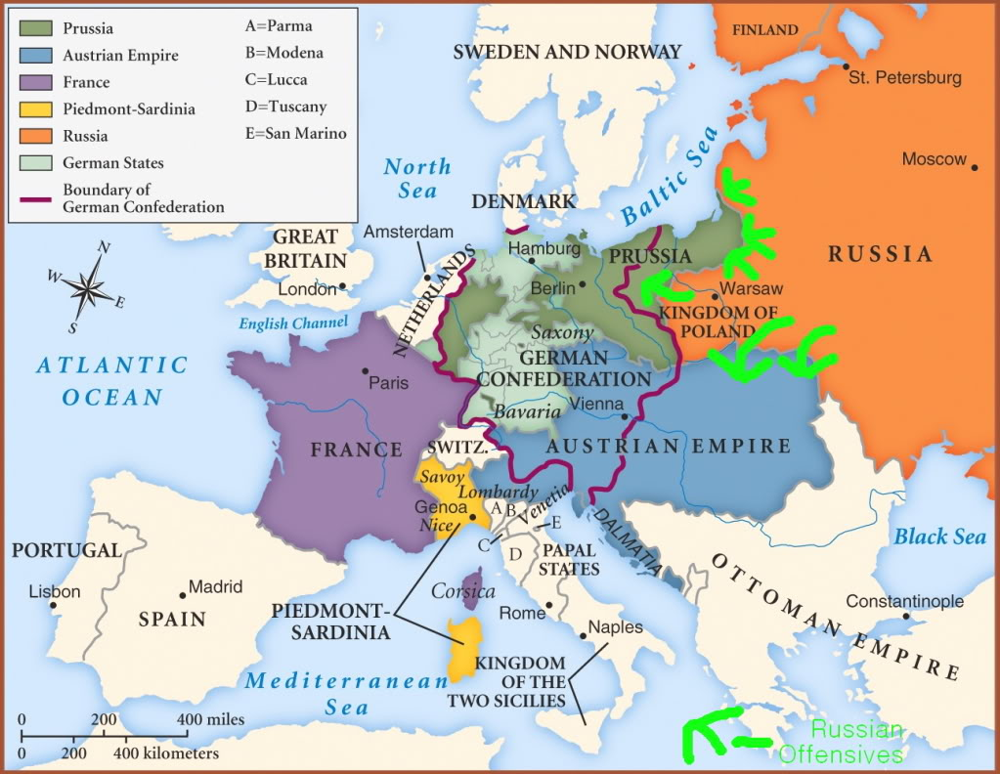 Prussia
Austrian Empire
France
Piedmont-Sardinia
Russia
German States
Boundary of
German Confederation
A=Parma
B=Modena
C=Lucca
D=Tuscany
E=San Marino
FINLAND
SWEDEN AND NORWAY
St. Petersburg
Moscow
North
Sea
Baltic Sea
DENMARK
RUSSIA
GREAT
BRITAIN
Amsterdam
Hamburg
PRUSSIA
N
W
E
S
London
NETHERLANDS
Berlin
Warsaw
KINGDOM OF
POLAND
English Channel
Saxony
ATLANTIC
OCEAN
Paris
GERMAN
CONFEDERATION
Bavaria
Vienna
FRANCE
SWITZ.
AUSTRIAN EMPIRE
Savoy
Lombardy
Venetia
Genoa
Nice
A
B
E
C
D
DALMATIA
Black Sea
PORTUGAL
PAPAL
STATES
OTTOMAN EMPIRE
Lisbon
Madrid
SPAIN
Corsica
Constantinople
PIEDMONT-
SARDINIA
Rome
Naples
Mediterranean
Sea
KINGDOM
OF THE
TWO SICILIES
0 200 400 miles
0 200 400 kilometers
Russian
Offensives